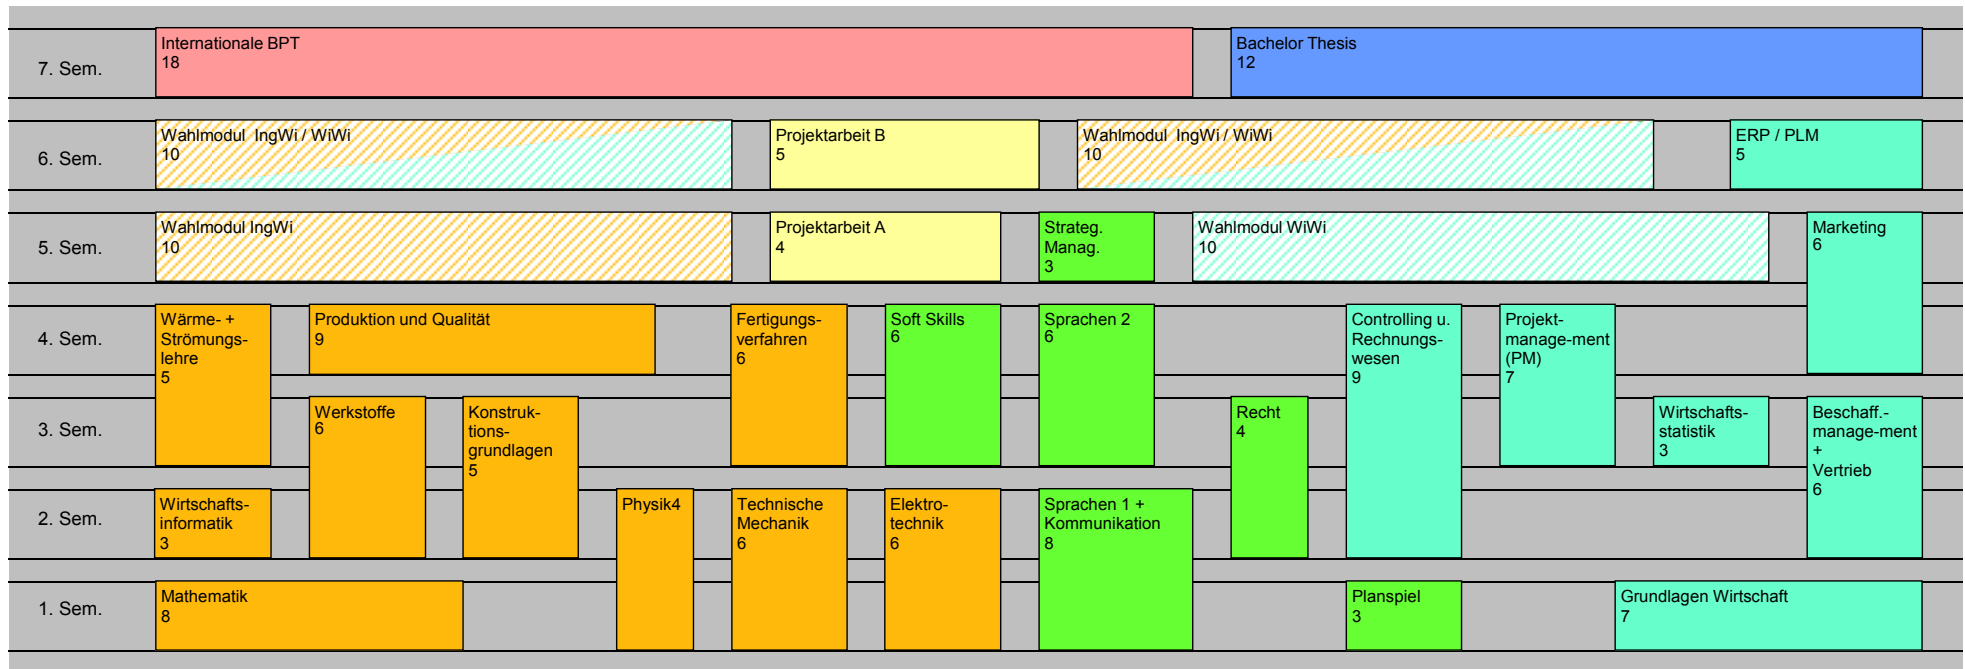 7. Sem.
Internationale BPT
18
Bachelor Thesis
12
6. Sem.
Wahlmodul IngWi / WiWi
10
Projektarbeit B
5
Wahlmodul IngWi / WiWi
10
ERP / PLM
5
5. Sem.
Wahlmodul IngWi
10
Projektarbeit A
4
Strateg.
Manag.
3
Wahlmodul WiWi
10
Marketing
6
4. Sem.
Wärme- +
Strömungs-
lehre
5
Produktion und Qualität
9
Fertigungs-
verfahren
6
Soft Skills
6
Sprachen 2
6
Controlling u.
Rechnungs-
wesen
9
Projekt-
manage-ment
(PM)
7
3. Sem.
Werkstoffe
6
Konstruk-
tions-
grundlagen
5
Recht
4
Wirtschafts-
statistik
3
Beschaff.-
manage-ment
+
Vertrieb
6
2. Sem.
Wirtschafts-
informatik
3
Physik4
Technische
Mechanik
6
Elektro-
technik
6
Sprachen 1 +
Kommunikation
8
1. Sem.
Mathematik
8
Planspiel
3
Grundlagen Wirtschaft
7